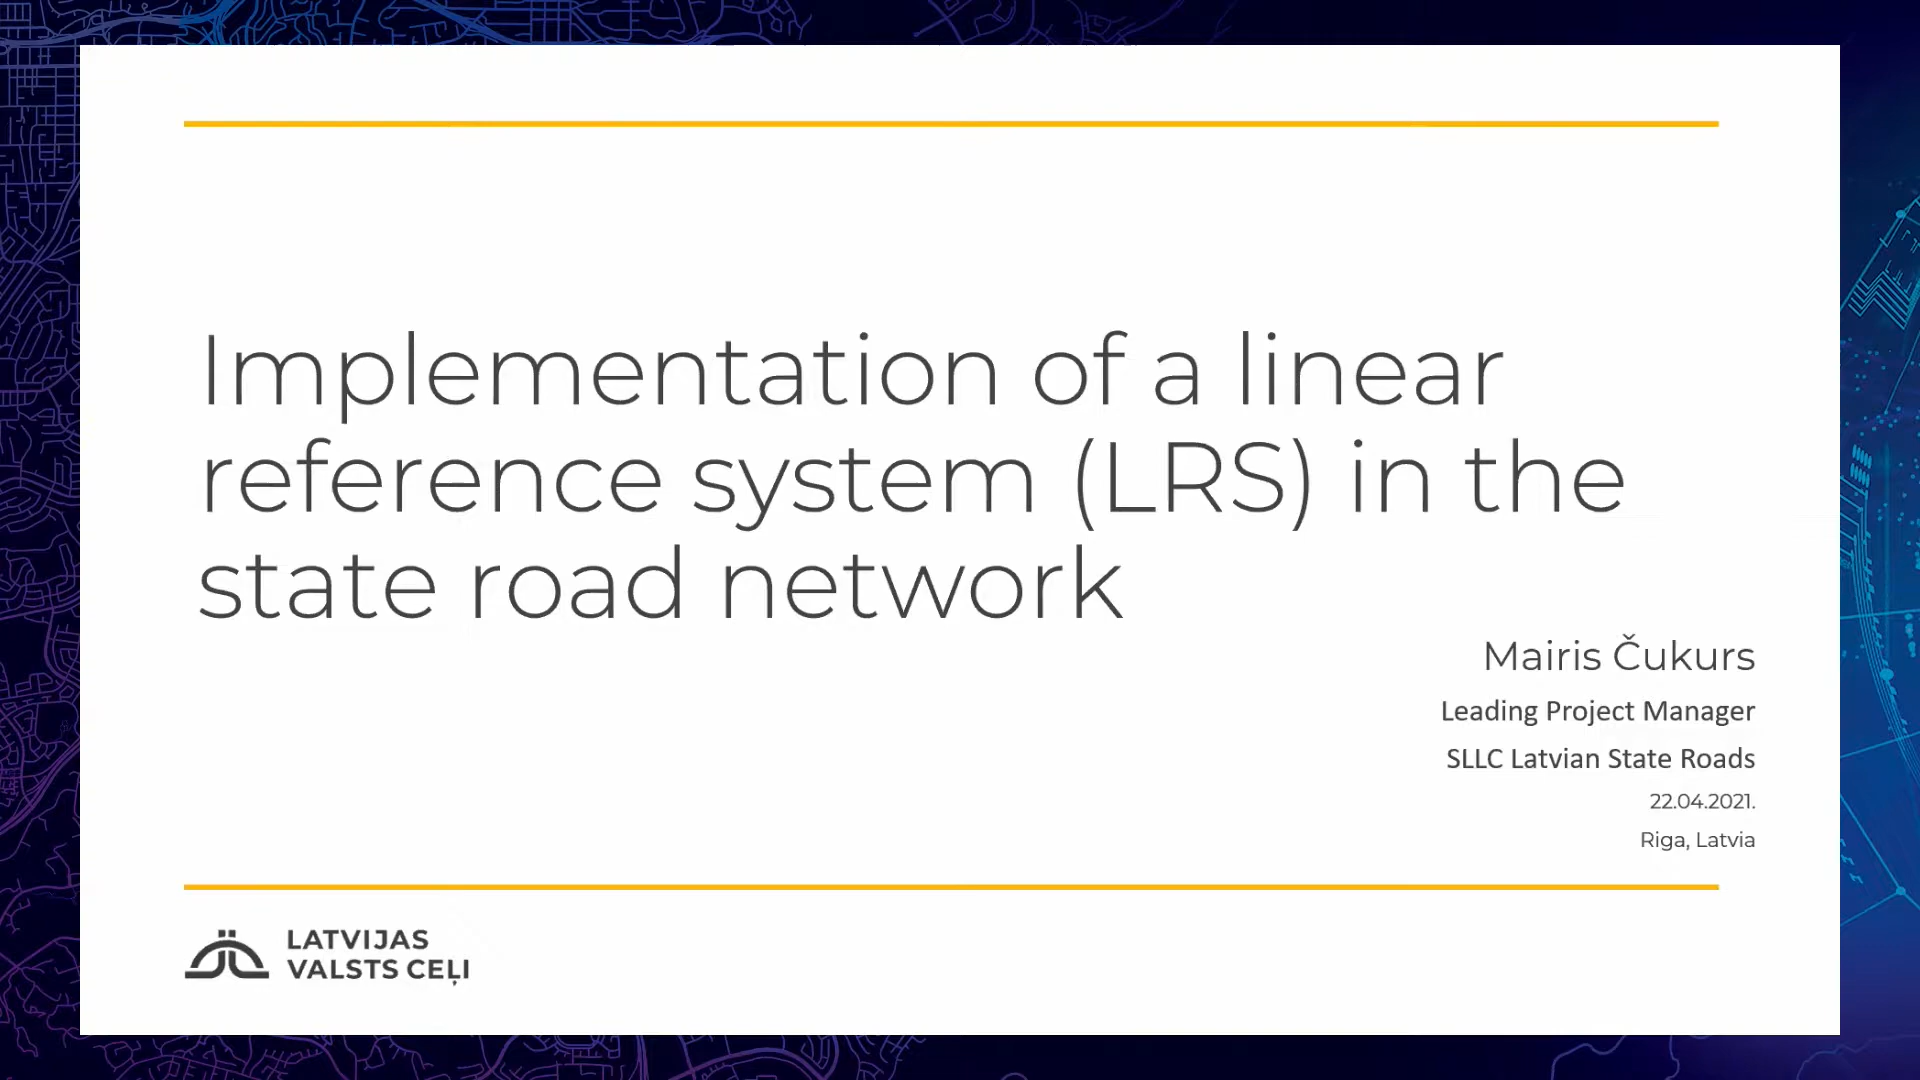 Implementation of a linear
reference system (LRS) in the
state road network
Mairis Čukurs
Leading Project Manager
SLLC Latvian State Roads
22.04.2021.
Riga, Latvia
LATVIJAS
VALSTS CEĻI